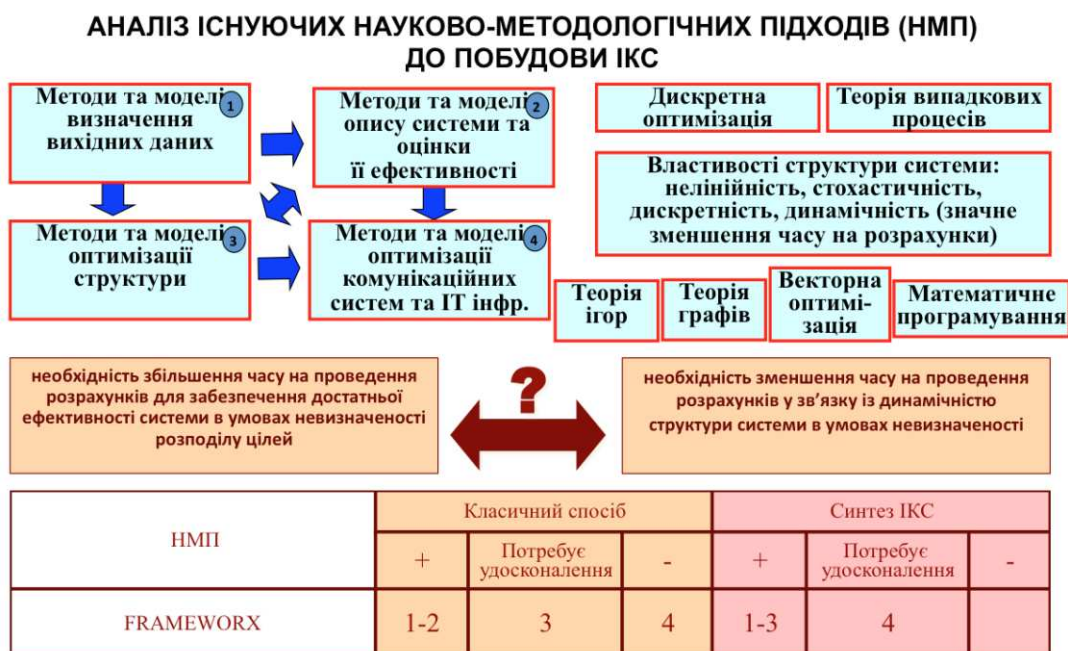 АНАЛІЗ ІСНУЮЧИХ НАУКОВО-МЕТОДОЛОГІЧНИХ ПІДХОДІВ (НМП)
ДО ПОБУДОВИ ІКС
Методи та моделі
визначення
вихідних даних
1
Методи та моделі
опису системи та
оцінки
її ефективності
2
Дискретна
оптимізація
Теорія випадкових
процесів
Властивості структури системи:
нелінійність, стохастичність,
дискретність, динамічність (значне
зменшення часу на розрахунки)
Методи та моделі
оптимізації
структури
3
Методи та моделі
оптимізації
комунікаційних
систем та ІТ інфр.
4
Теорія
ігор
Теорія
графів
Векторна
оптимі-
зація
Математичне
програмування
необхідність збільшення часу на проведення
розрахунків для забезпечення достатньої
ефективності системи в умовах невизначеності
розподілу цілей
?
необхідність зменшення часу на проведення
розрахунків у зв’язку із динамічністю
структури системи в умовах невизначеності
НМП
Класичний спосіб
Синтез ІКС
+
Потребує
удосконалення
-
+
Потребує
удосконалення
-
FRAMEWORX
1-2
3
4
1-3
4